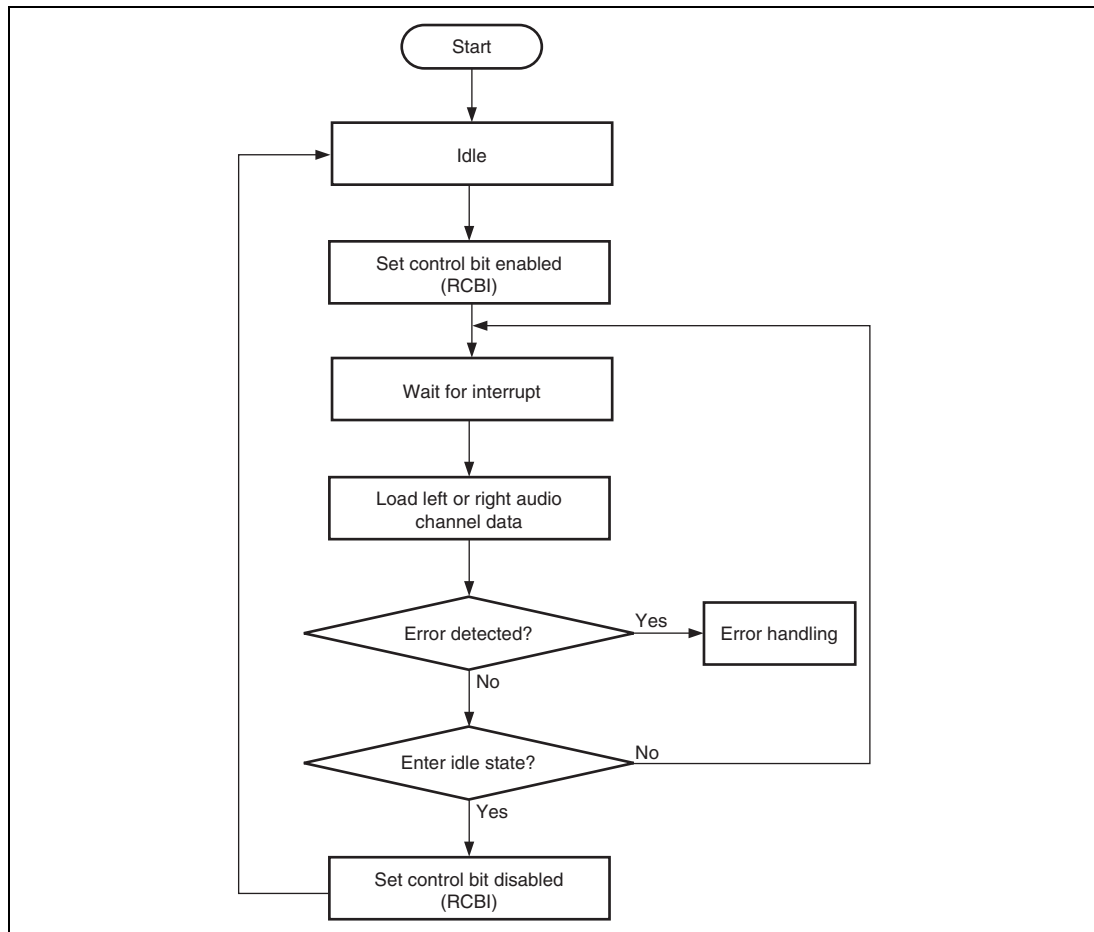 Start
Idle
Set control bit enabled
(RCBI)
Wait for interrupt
Load left or right audio
channel data
Error detected?
Yes
Error handling
No
Enter idle state?
No
Yes
Set control bit disabled
(RCBI)